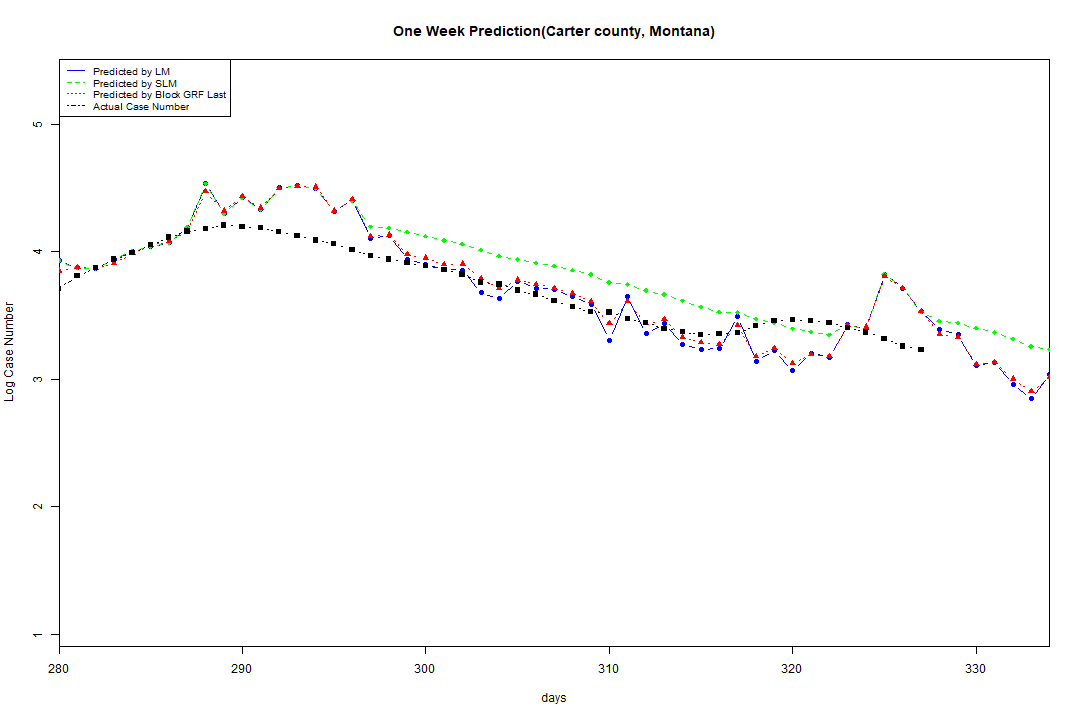 One Week Prediction(Carter county, Montana)
Predicted by LM
Predicted by SLM
Predicted by Block GRF Last
Actual Case Number
5
4
3
2
1
Log Case Number
280 290 300 310 320 330
days